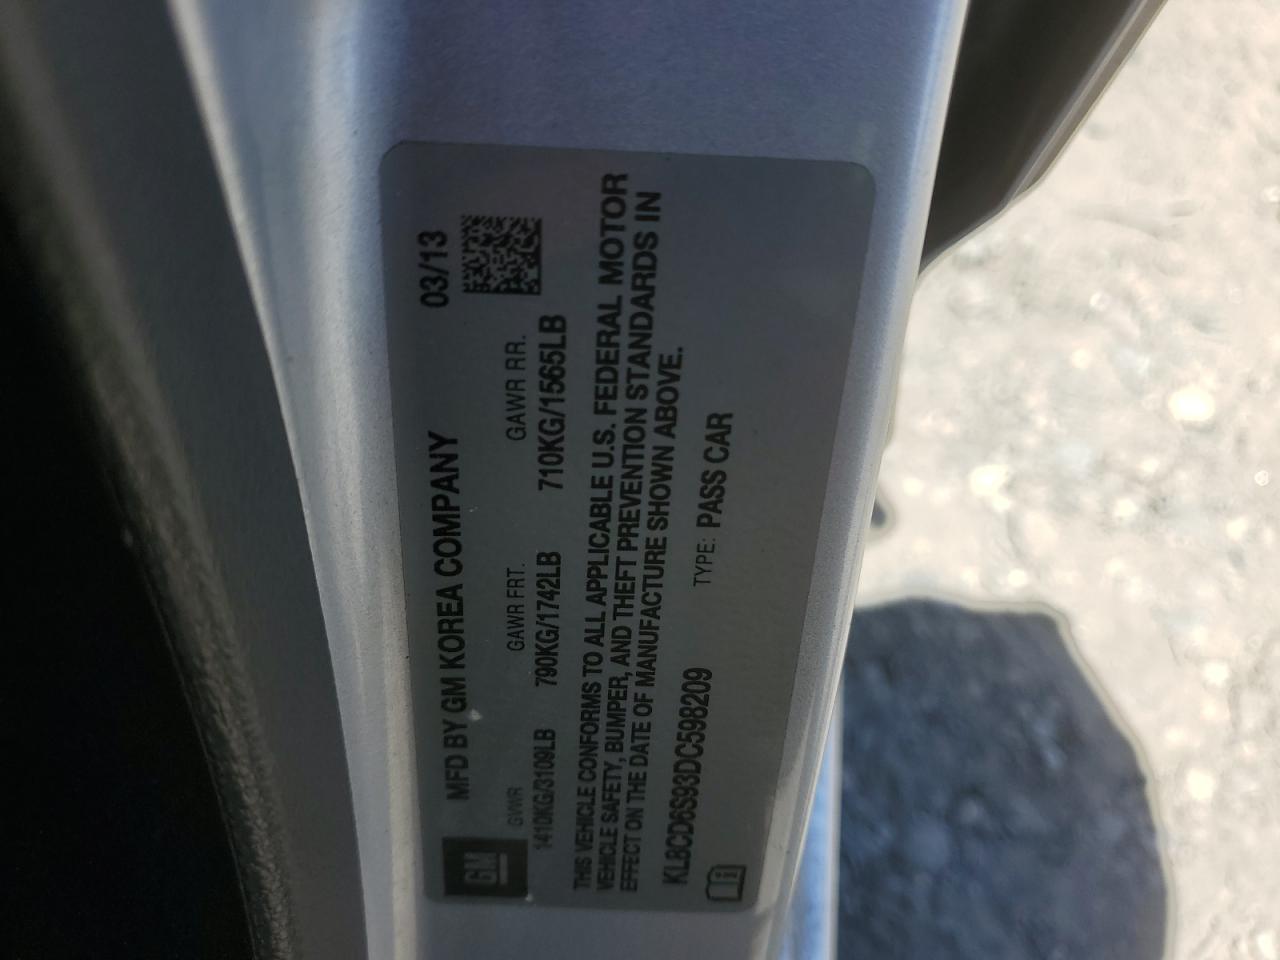 GM
MFD BY GM KOREA COMPANY 03/13
GVWR GAWR FRT. GAWR RR.
1410KG/3109LB 790KG/1742LB 710KG/1565LB
THIS VEHICLE CONFORMS TO ALL APPLICABLE U.S. FEDERAL MOTOR
VEHICLE SAFETY, BUMPER, AND THEFT PREVENTION STANDARDS IN
EFFECT ON THE DATE OF MANUFACTURE SHOWN ABOVE.
KL8CD6S93DC598209 TYPE: PASS CAR